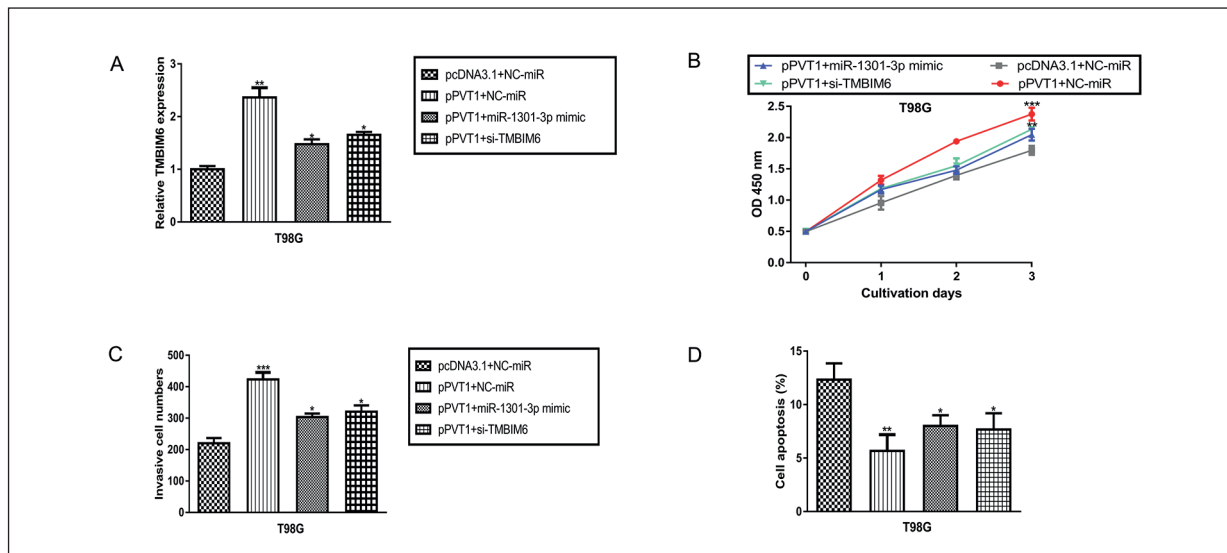 A
Relative TMBIM6 expression
3
2
1
0
**
*
*
T98G
pcDNA3.1+NC-miR
pPVT1+NC-miR
pPVT1+miR-1301-3p mimic
pPVT1+si-TMBIM6
B
pPVT1+miR-1301-3p mimic
pcDNA3.1+NC-miR
pPVT1+si-TMBIM6
pPVT1+NC-miR
T98G
OD 450 nm
2.5
2.0
1.5
1.0
0.5
0.0
***
**
0 1 2 3
Cultivation days
C
Invasive cell numbers
500
400
300
200
100
0
***
*
*
T98G
pcDNA3.1+NC-miR
pPVT1+NC-miR
pPVT1+miR-1301-3p mimic
pPVT1+si-TMBIM6
D
Cell apoptosis (%)
15
10
5
0
**
*
*
T98G